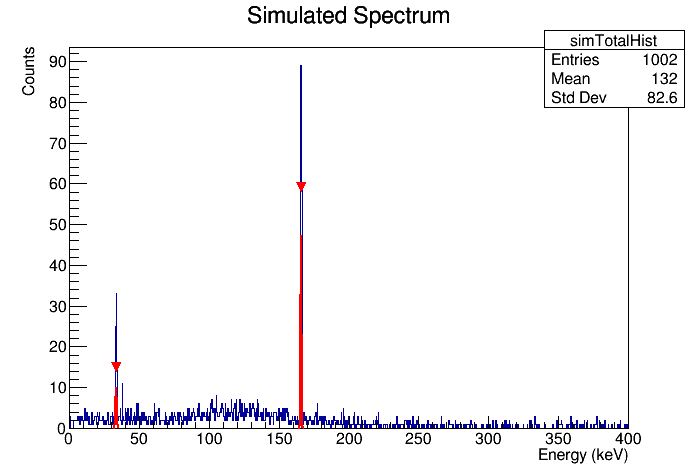 Simulated Spectrum
simTotalHist
Entries 1002
Mean 132
Std Dev 82.6
Counts
90
80
70
60
50
40
30
20
10
0
0 50 100 150 200 250 300 350 400
Energy (keV)